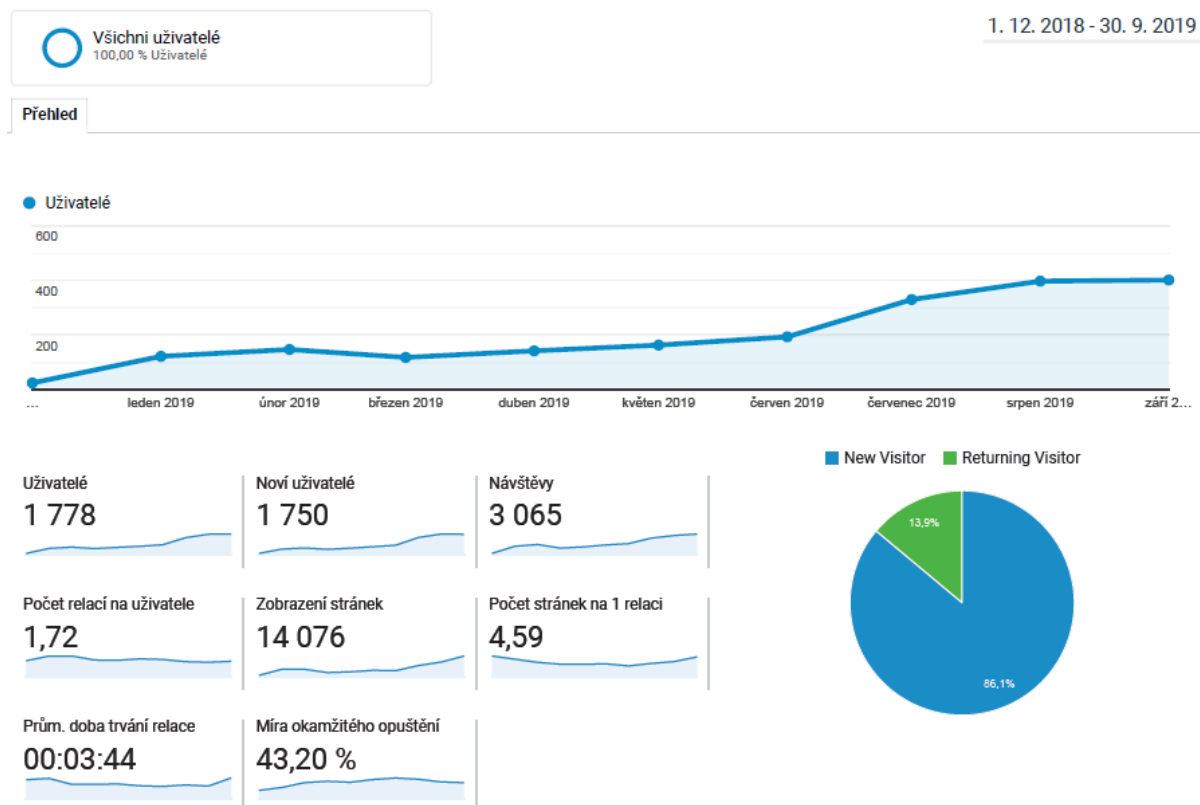 Všichni uživatelé
100,00 % Uživatelé
1. 12. 2018 - 30. 9. 2019
Přehled
Uživatelé
600
400
200
...
leden 2019
únor 2019
březen 2019
duben 2019
květen 2019
červen 2019
červenec 2019
srpen 2019
září 2...
New Visitor
Returning Visitor
Uživatelé
1 778
Noví uživatelé
1 750
Návštěvy
3 065
Počet relací na uživatele
1,72
Zobrazení stránek
14 076
Počet stránek na 1 relaci
4,59
Prům. doba trvání relace
00:03:44
Míra okamžitého opuštění
43,20 %
13,9%
86,1%